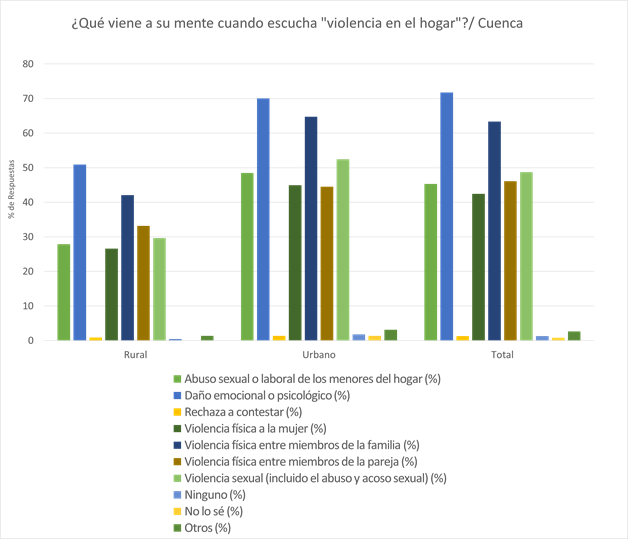 ¿Qué viene a su mente cuando escucha "violencia en el hogar"?/ Cuenca
% de Respuestas
80
70
60
50
40
30
20
10
0
Rural Urbano Total
Abuso sexual o laboral de los menores del hogar (%)
Daño emocional o psicológico (%)
Rechaza a contestar (%)
Violencia física a la mujer (%)
Violencia física entre miembros de la familia (%)
Violencia física entre miembros de la pareja (%)
Violencia sexual (incluido el abuso y acoso sexual) (%)
Ninguno (%)
No lo sé (%)
Otros (%)